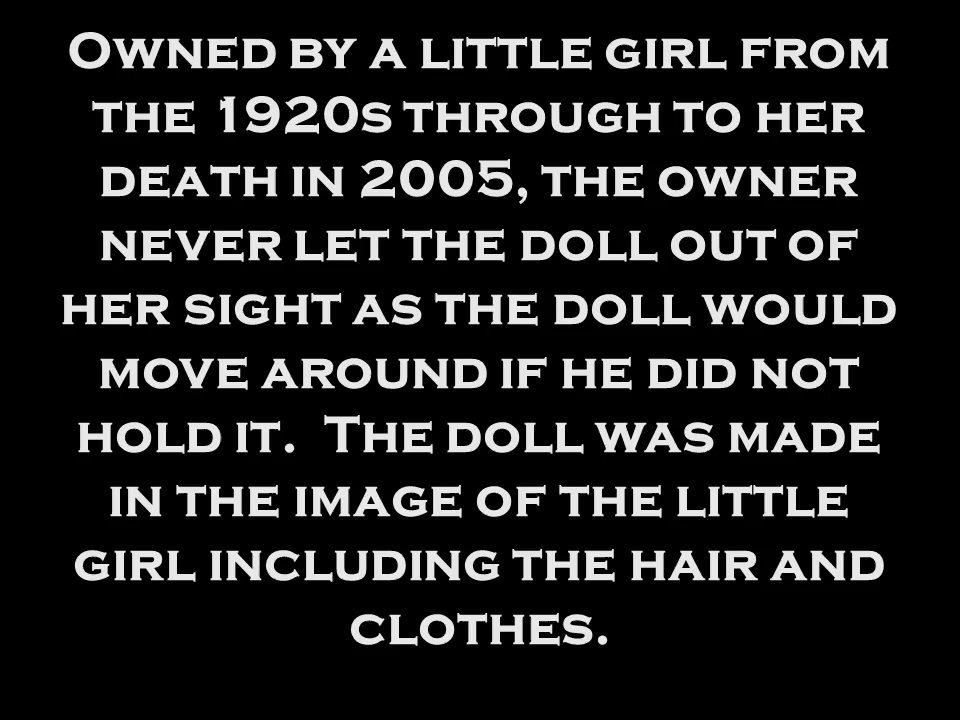 Owned by a little girl from
the 1920s through to her
death in 2005, the owner
never let the doll out of
her sight as the doll would
move around if he did not
hold it.  The doll was made
in the image of the little
girl including the hair and
clothes.